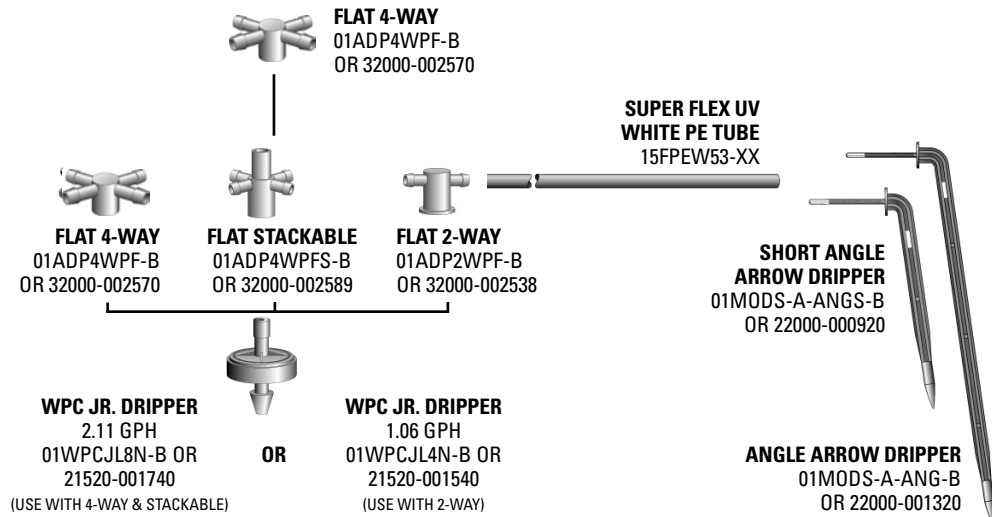 FLAT 4-WAY
01ADP4WPF-B
OR 32000-002570
SUPER FLEX UV
WHITE PE TUBE
15FPEW53-XX
FLAT 4-WAY
01ADP4WPF-B
OR 32000-002570
FLAT STACKABLE
01ADP4WPFS-B
OR 32000-002589
FLAT 2-WAY
01ADP2WPF-B
OR 32000-002538
SHORT ANGLE
ARROW DRIPPER
01MODS-A-ANGS-B
OR 22000-000920
WPC JR. DRIPPER
2.11 GPH
01WPCJL8N-B OR
21520-001740
(USE WITH 4-WAY & STACKABLE)
OR
WPC JR. DRIPPER
1.06 GPH
01WPCJL4N-B OR
21520-001540
(USE WITH 2-WAY)
ANGLE ARROW DRIPPER
01MODS-A-ANG-B
OR 22000-001320